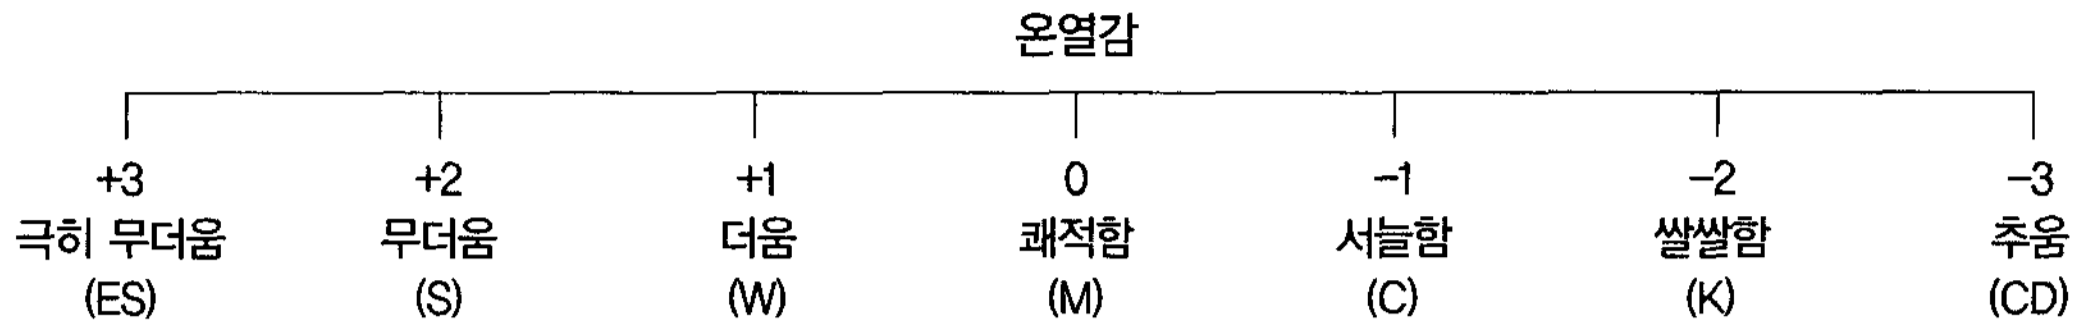 온열감
+3 +2 +1 0 -1 -2 -3
극히 무더움 무더움 더움 쾌적함 서늘함 쌀쌀함 추움
(ES) (S) (W) (M) (C) (K) (CD)